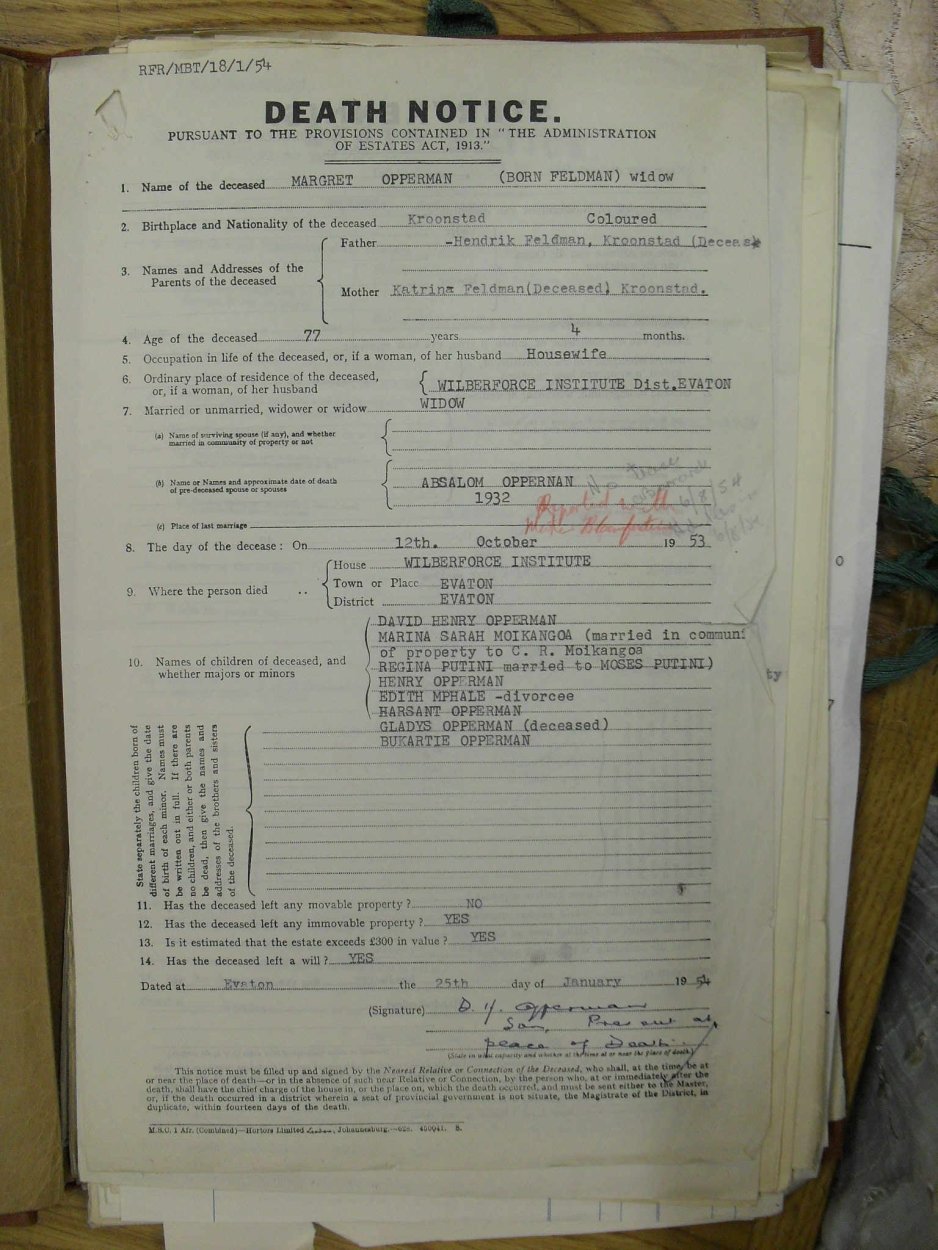 RFR/MBT/18/1/54
DEATH NOTICE.
PURSUANT TO THE PROVISIONS CONTAINED IN "THE ADMINISTRATION
OF ESTATES ACT, 1913."
1. Name of the deceased MARGRET OPPERMAN (BORN FELDMAN) widow
2. Birthplace and Nationality of the deceased Kroonstad Coloured
3. Names and Addresses of the Parents of the deceased
Father -Hendrik Feldman, Kroonstad (Deceas
Mother Katrina Feldman(Deceased) Kroonstad.
4. Age of the deceased 77 years 4 months.
5. Occupation in life of the deceased, or, if a woman, of her husband Housewife
6. Ordinary place of residence of the deceased,
or, if a woman, of her husband WILBERFORCE INSTITUTE Dist.EVATON
7. Married or unmarried, widower or widow WIDOW
(a) Name of surviving spouse (if any), and whether
married in community of property or not
(b) Name or Names and approximate date of death
of pre-deceased spouse or spouses
ABSALOM OPPERNAN
1932
No trace
6/8/54
Reported with
(c) Place of last marriage
8. The day of the decease: On 12th. October 19 53
9. Where the person died ..
House WILBERFORCE INSTITUTE
Town or Place EVATON
District EVATON
10. Names of children of deceased, and
whether majors or minors
DAVID HENRY OPPERMAN
MARINA SARAH MOIKANGOA (married in communi
ty
of property to C. R. Moikangoa
REGINA PUTINI married to MOSES PUTINI)
HENRY OPPERMAN
EDITH MPHALE -divorcee
HARSANT OPPERMAN
GLADYS OPPERMAN (deceased)
BUKARTIE OPPERMAN
State separately the children born of
different marriages, and give the date
of birth of each minor. Names must
be written out in full. If there are
no children, and either or both parents
be dead, then give the names and
addresses of the brothers and sisters
of the deceased.
11. Has the deceased left any movable property? NO
12. Has the deceased left any immovable property? YES
13. Is it estimated that the estate exceeds £300 in value? YES
14. Has the deceased left a will? YES
Dated at Evaton the 25th day of January 19 54
(Signature) D. H. Opperman
Son, Present at
place of Death
(State in what capacity and whether at the time at or near the place of death)
This notice must be filled up and signed by the Nearest Relative or Connection of the Deceased, who shall, at the time, be at
or near the place of death—or in the absence of such near Relative or Connection, by the person who, at or immediately after the
death, shall have the chief charge of the house in, or the place on, which the death occurred, and must be sent either to the Master,
or, if the death occurred in a district wherein a seat of provincial government is not situate, the Magistrate of the District, in
duplicate, within fourteen days of the death.
M.S.C. 1 Afr. (Combined)—Hortors Limited Johannesburg.